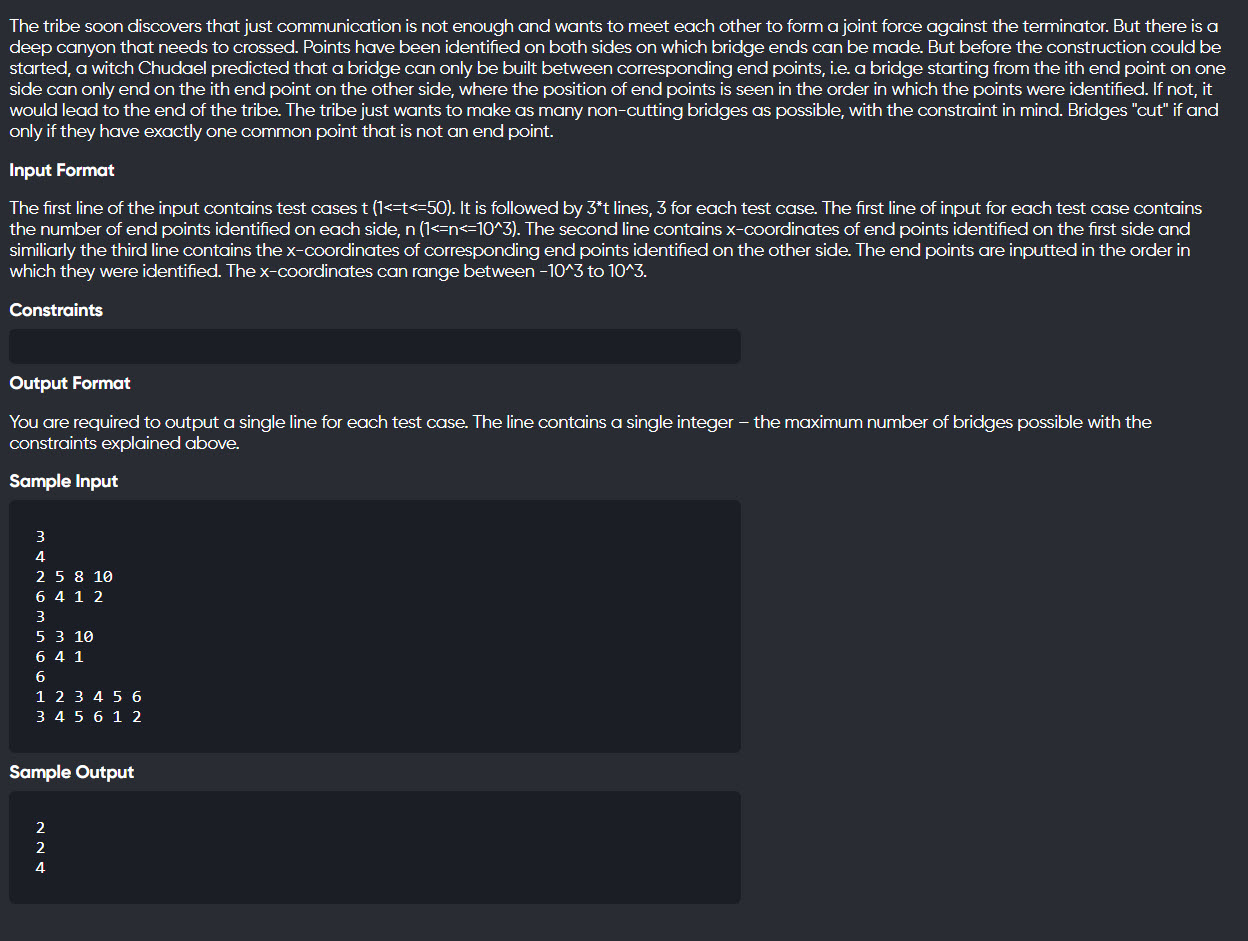 The tribe soon discovers that just communication is not enough and wants to meet each other to form a joint force against the terminator. But there is a
deep canyon that needs to crossed. Points have been identified on both sides on which bridge ends can be made. But before the construction could be
started, a witch Chudael predicted that a bridge can only be built between corresponding end points, i.e. a bridge starting from the ith end point on one
side can only end on the ith end point on the other side, where the position of end points is seen in the order in which the points were identified. If not, it
would lead to the end of the tribe. The tribe just wants to make as many non-cutting bridges as possible, with the constraint in mind. Bridges "cut" if and
only if they have exactly one common point that is not an end point.
Input Format
The first line of the input contains test cases t (1<=t<=50). It is followed by 3*t lines, 3 for each test case. The first line of input for each test case contains
the number of end points identified on each side, n (1<=n<=10^3). The second line contains x-coordinates of end points identified on the first side and
similiarly the third line contains the x-coordinates of corresponding end points identified on the other side. The end points are inputted in the order in
which they were identified. The x-coordinates can range between -10^3 to 10^3.
Constraints
Output Format
You are required to output a single line for each test case. The line contains a single integer – the maximum number of bridges possible with the
constraints explained above.
Sample Input
3
4
2 5 8 10
6 4 1 2
3
5 3 10
6 4 1
6
1 2 3 4 5 6
3 4 5 6 1 2
Sample Output
2
2
4